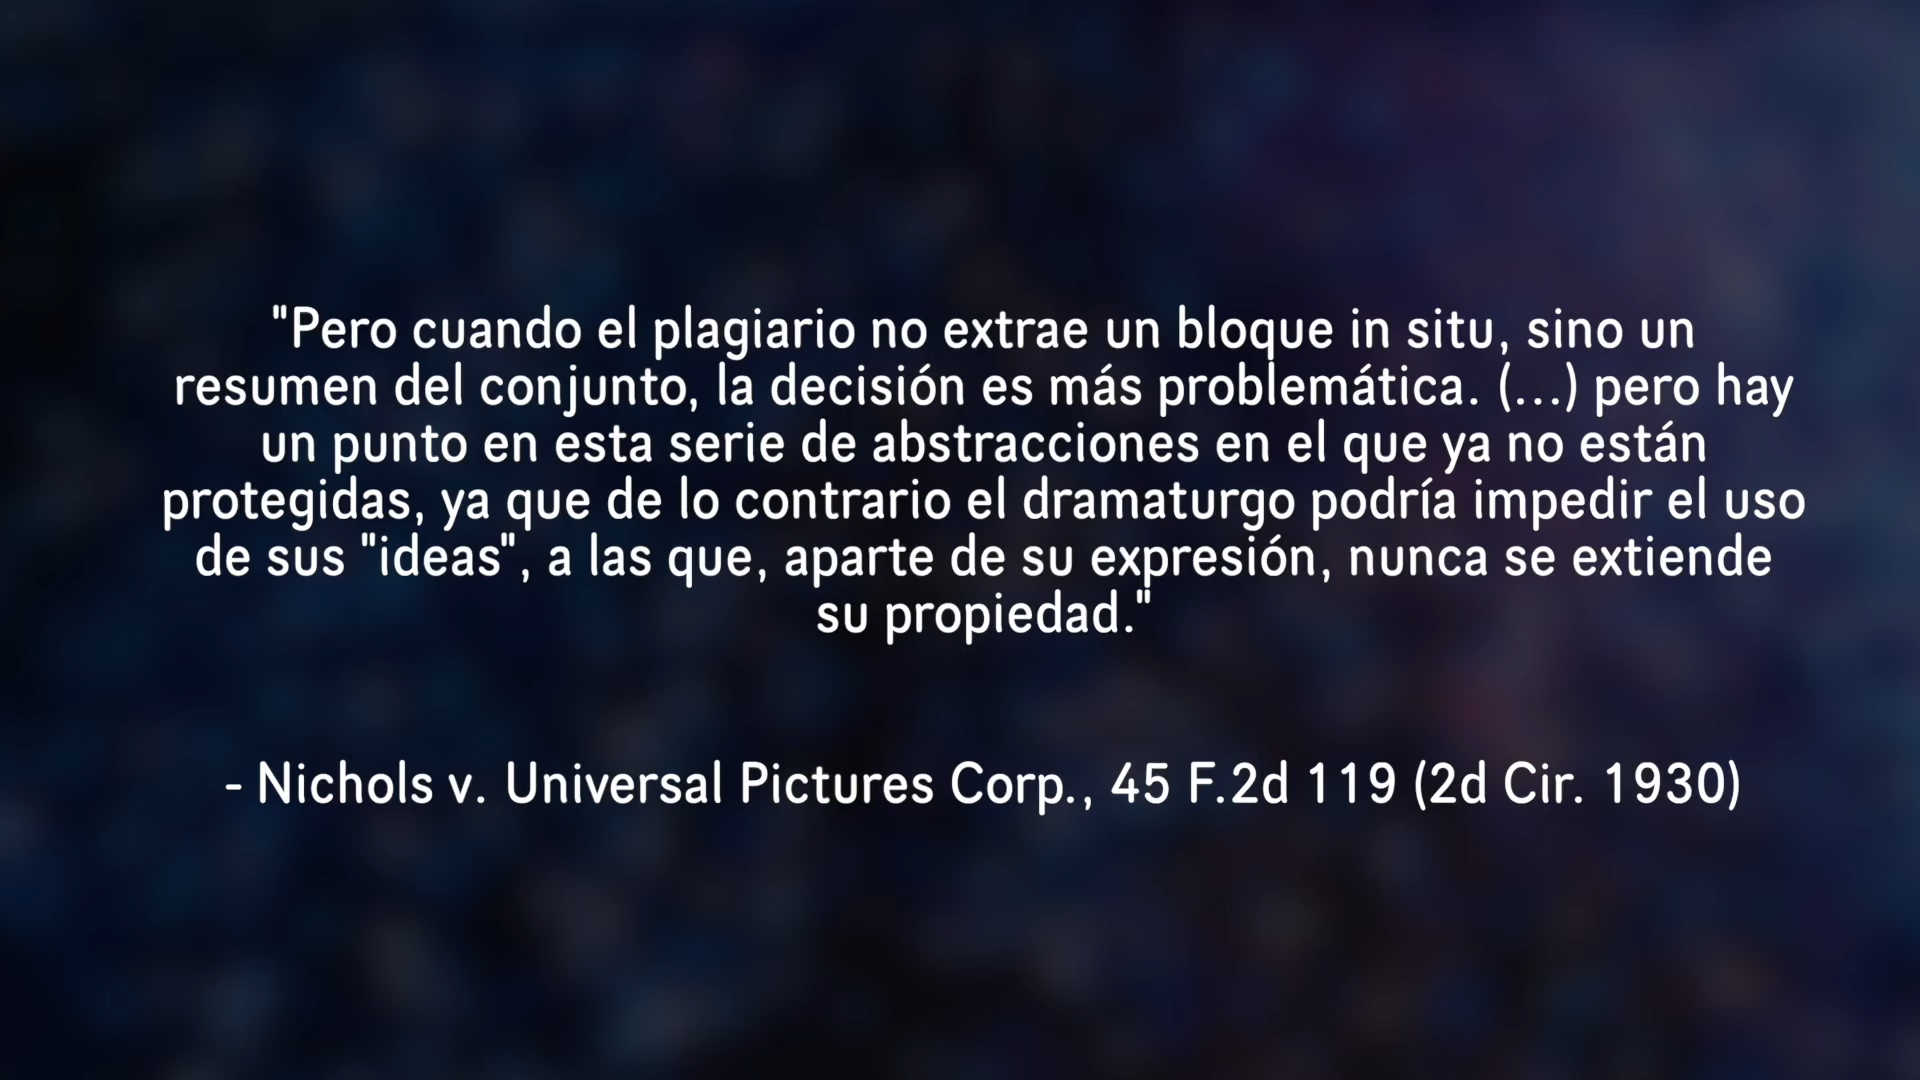 "Pero cuando el plagiario no extrae un bloque in situ, sino un
resumen del conjunto, la decisión es más problemática. (...) pero hay
un punto en esta serie de abstracciones en el que ya no están
protegidas, ya que de lo contrario el dramaturgo podría impedir el uso
de sus "ideas", a las que, aparte de su expresión, nunca se extiende
su propiedad."
- Nichols v. Universal Pictures Corp., 45 F.2d 119 (2d Cir. 1930)